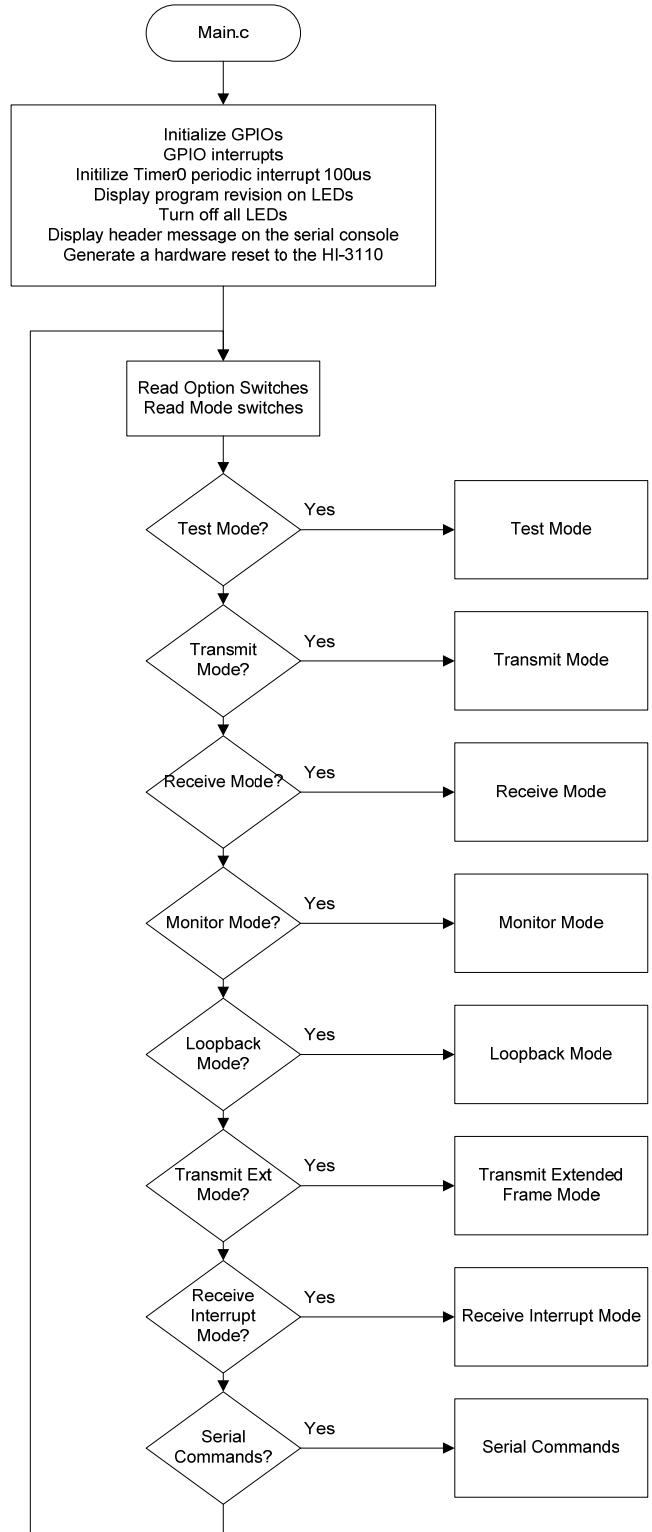 Main.c
Initialize GPIOs
GPIO interrupts
Initilize Timer0 periodic interrupt 100us
Display program revision on LEDs
Turn off all LEDs
Display header message on the serial console
Generate a hardware reset to the HI-3110
Read Option Switches
Read Mode switches
Test Mode?
Yes
Test Mode
Transmit
Mode?
Yes
Transmit Mode
Receive Mode?
Yes
Receive Mode
Monitor Mode?
Yes
Monitor Mode
Loopback
Mode?
Yes
Loopback Mode
Transmit Ext
Mode?
Yes
Transmit Extended
Frame Mode
Receive
Interrupt
Mode?
Yes
Receive Interrupt Mode
Serial
Commands?
Yes
Serial Commands